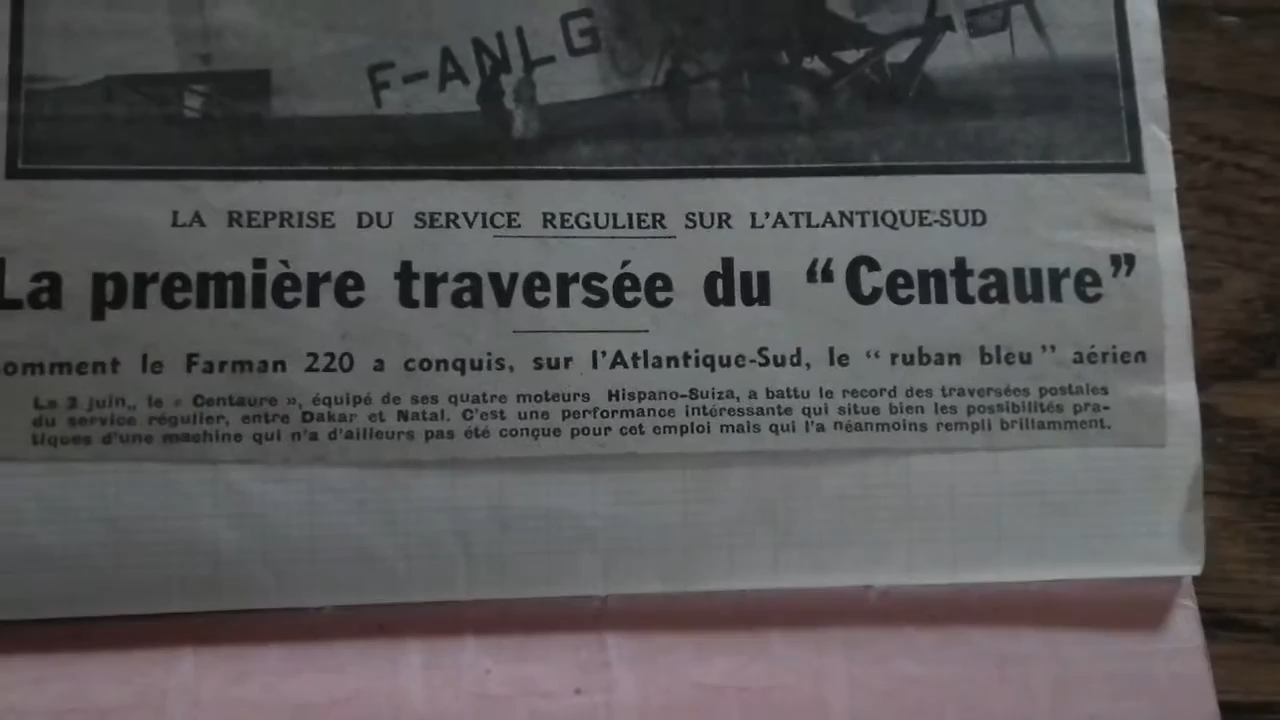 F-ANLG
LA REPRISE DU SERVICE REGULIER SUR L'ATLANTIQUE-SUD
La première traversée du “Centaure”
omment le Farman 220 a conquis, sur l'Atlantique-Sud, le “ruban bleu” aérien
Le 3 juin,, le « Centaure », équipé de ses quatre moteurs Hispano-Suiza, a battu le record des traversées postales
du service régulier, entre Dakar et Natal. C'est une performance intéressante qui situe bien les possibilités pra-
tiques d'une machine qui n'a d'ailleurs pas été conçue pour cet emploi mais qui l'a néanmoins rempli brillamment.